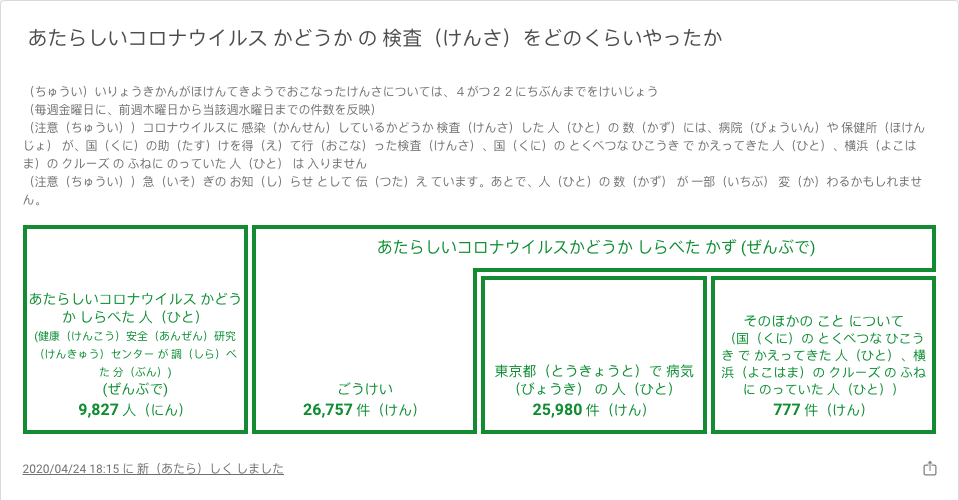 あたらしいコロナウイルス かどうか の 検査（けんさ）をどのくらいやったか
（ちゅうい）いりょうきかんがほけんてきようでおこなったけんさについては、４がつ２２にちぶんまでをけいじょう
（毎週金曜日に、前週木曜日から当該週水曜日までの件数を反映）
（注意（ちゅうい））コロナウイルスに 感染（かんせん）しているかどうか 検査（けんさ）した 人（ひと）の 数（かず）には、病院（びょういん）や 保健所（ほけん
じょ） が、国（くに）の助（たす）けを得（え）て行（おこな）った検査（けんさ）、国（くに）の とくべつな ひこうき で かえってきた 人（ひと）、横浜（よこは
ま）の クルーズ の ふねに のっていた 人（ひと） は 入りません
（注意（ちゅうい））急（いそ）ぎの お知（し）らせ として 伝（つた）え ています。あとで、人（ひと）の 数（かず） が 一部（いちぶ） 変（か）わるかもしれませ
ん。
あたらしいコロナウイルス かどう
か しらべた 人（ひと）
(健康（けんこう）安全（あんぜん）研究
（けんきゅう）センター が 調（しら）べ
た 分（ぶん）)
(ぜんぶで)
9,827 人（にん）
あたらしいコロナウイルスかどうか しらべた かず (ぜんぶで)
ごうけい
26,757 件（けん）
東京都（とうきょうと）で 病気
（びょうき） の 人（ひと）
25,980 件（けん）
そのほかの こと について
（国（くに）の とくべつな ひこう
き で かえってきた 人（ひと）、横
浜（よこはま）の クルーズ の ふね
に のっていた 人（ひと））
777 件（けん）
2020/04/24 18:15 に 新（あたら）しく しました